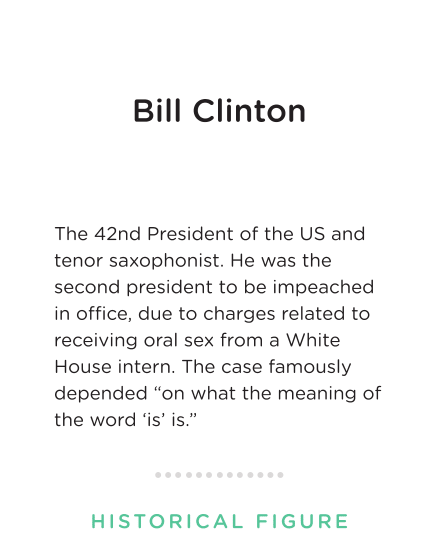 Bill Clinton
The 42nd President of the US and
tenor saxophonist. He was the
second president to be impeached
in office, due to charges related to
receiving oral sex from a White
House intern. The case famously
depended “on what the meaning of
the word ‘is’ is.”
HISTORICAL FIGURE